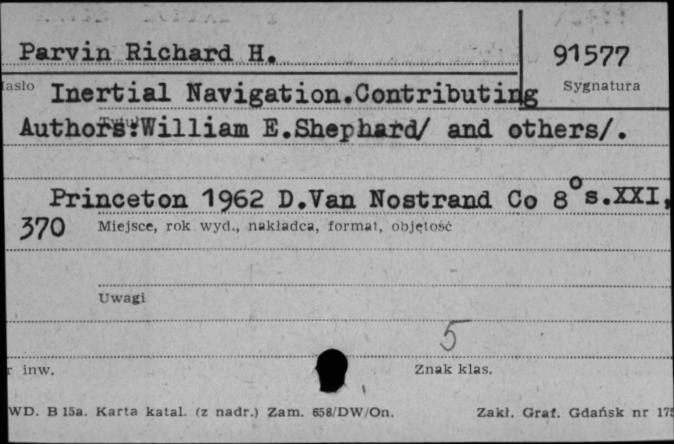 Parvin Richard H.
91577
Sygnatura
Inertial Navigation.Contributing
Authors:William E.Shephard/ and others/.
Princeton 1962 D.Van Nostrand Co 8° s.XXI,
370
Miejsce, rok wyd., nakładca, format, objętość
Uwagi
5
inw.
Znak klas.
WD. B 15a. Karta katal. (z nadr.) Zam. 658/DW/On.
Zakł. Graf. Gdańsk nr